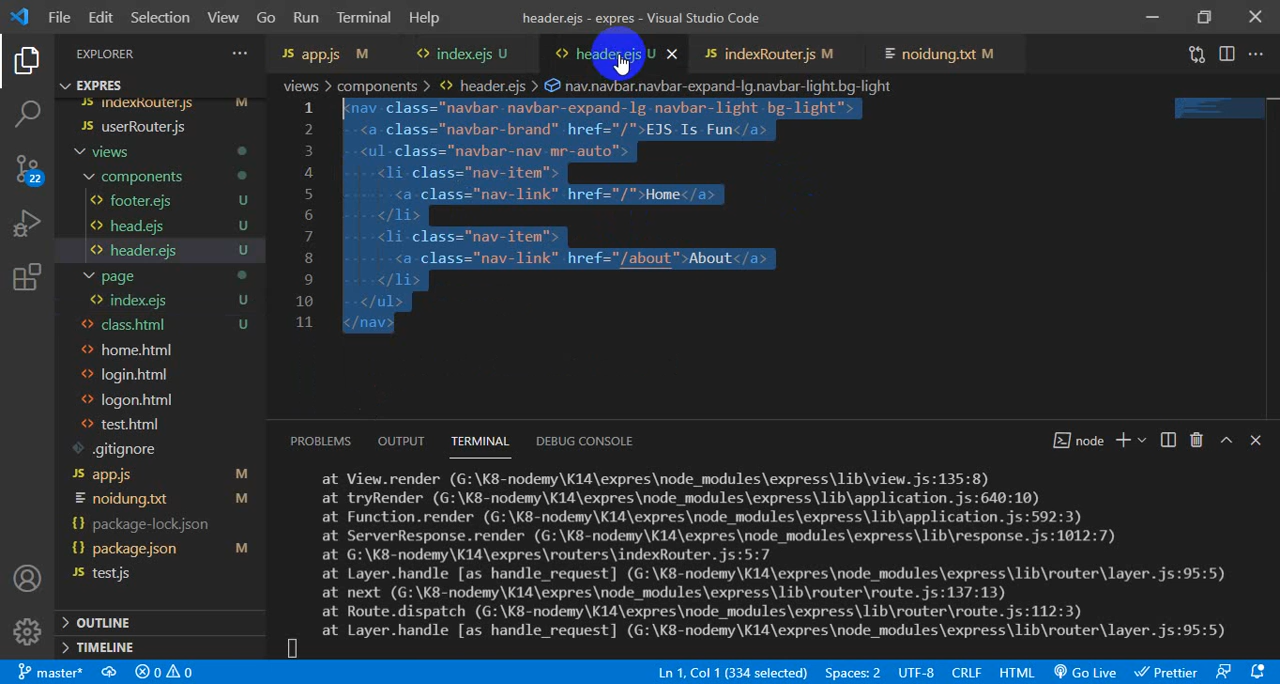 File Edit Selection View Go Run Terminal Help header.ejs - expres - Visual Studio Code
EXPLORER
EXPRES
indexRouter.js M
userRouter.js
views
components
footer.ejs U
head.ejs U
header.ejs U
page
index.ejs U
class.html U
home.html
login.html
logon.html
test.html
.gitignore
app.js M
noidung.txt M
package-lock.json
package.json M
test.js
OUTLINE
TIMELINE
22
JS app.js M index.ejs U header.ejs U JS indexRouter.js M noidung.txt M
views > components > header.ejs > nav.navbar.navbar-expand-lg.navbar-light.bg-light
1 <nav class="navbar navbar-expand-lg navbar-light bg-light">
2 <a class="navbar-brand" href="/">EJS Is Fun</a>
3 <ul class="navbar-nav mr-auto">
4 <li class="nav-item">
5 <a class="nav-link" href="/">Home</a>
6 </li>
7 <li class="nav-item">
8 <a class="nav-link" href="/about">About</a>
9 </li>
10 </ul>
11 </nav>
PROBLEMS OUTPUT TERMINAL DEBUG CONSOLE node
at View.render (G:\K8-nodemy\K14\expres\node_modules\express\lib\view.js:135:8)
at tryRender (G:\K8-nodemy\K14\expres\node_modules\express\lib\application.js:640:10)
at Function.render (G:\K8-nodemy\K14\expres\node_modules\express\lib\application.js:592:3)
at ServerResponse.render (G:\K8-nodemy\K14\expres\node_modules\express\lib\response.js:1012:7)
at G:\K8-nodemy\K14\expres\routers\indexRouter.js:5:7
at Layer.handle [as handle_request] (G:\K8-nodemy\K14\expres\node_modules\express\lib\router\layer.js:95:5)
at next (G:\K8-nodemy\K14\expres\node_modules\express\lib\router\route.js:137:13)
at Route.dispatch (G:\K8-nodemy\K14\expres\node_modules\express\lib\router\route.js:112:3)
at Layer.handle [as handle_request] (G:\K8-nodemy\K14\expres\node_modules\express\lib\router\layer.js:95:5)
master* 0 0 Ln 1, Col 1 (334 selected) Spaces: 2 UTF-8 CRLF HTML Go Live Prettier